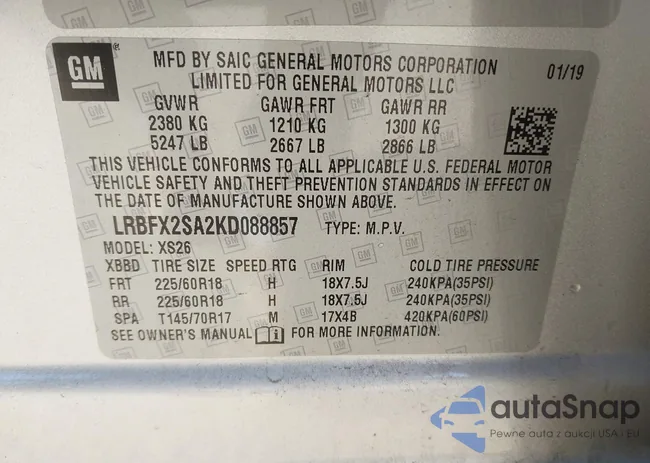 GM
MFD BY SAIC GENERAL MOTORS CORPORATION 01/19
LIMITED FOR GENERAL MOTORS LLC
GVWR GAWR FRT GAWR RR
2380 KG 1210 KG 1300 KG
5247 LB 2667 LB 2866 LB
THIS VEHICLE CONFORMS TO ALL APPLICABLE U.S. FEDERAL MOTOR
VEHICLE SAFETY AND THEFT PREVENTION STANDARDS IN EFFECT ON
THE DATE OF MANUFACTURE SHOWN ABOVE.
LRBFX2SA2KD088857 TYPE: M.P.V.
MODEL: XS26
XBBD TIRE SIZE SPEED RTG RIM COLD TIRE PRESSURE
FRT 225/60R18 H 18X7.5J 240KPA(35PSI)
RR 225/60R18 H 18X7.5J 240KPA(35PSI)
SPA T145/70R17 M 17X4B 420KPA(60PSI)
SEE OWNER'S MANUAL i FOR MORE INFORMATION.
autaSnap
Pewne auta z aukcji USA - EU